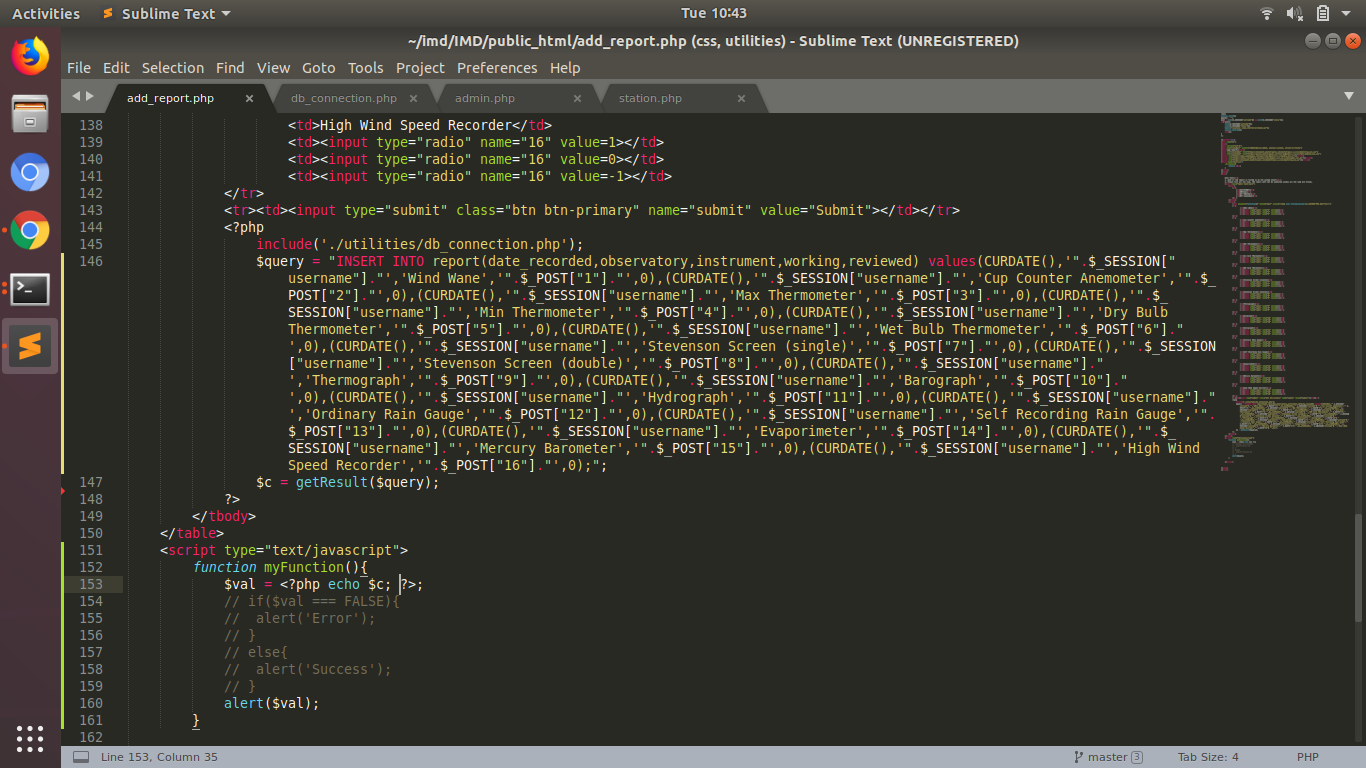 Activities Sublime Text Tue 10:43
~/imd/IMD/public_html/add_report.php (css, utilities) - Sublime Text (UNREGISTERED)
File Edit Selection Find View Goto Tools Project Preferences Help
add_report.php × db_connection.php × admin.php × station.php ×
138 <td>High Wind Speed Recorder</td>
139 <td><input type="radio" name="16" value=1></td>
140 <td><input type="radio" name="16" value=0></td>
141 <td><input type="radio" name="16" value=-1></td>
142 </tr>
143 <tr><td><input type="submit" class="btn btn-primary" name="submit" value="Submit"></td></tr>
144 <?php
145 include('./utilities/db_connection.php');
146 $query = "INSERT INTO report(date_recorded,observatory,instrument,working,reviewed) values(CURDATE(),'".$_SESSION["
username"]."','Wind Wane','".$_POST["1"]."',0),(CURDATE(),'".$_SESSION["username"]."','Cup Counter Anemometer','".$_
POST["2"]."',0),(CURDATE(),'".$_SESSION["username"]."','Max Thermometer','".$_POST["3"]."',0),(CURDATE(),'".$_
SESSION["username"]."','Min Thermometer','".$_POST["4"]."',0),(CURDATE(),'".$_SESSION["username"]."','Dry Bulb
Thermometer','".$_POST["5"]."',0),(CURDATE(),'".$_SESSION["username"]."','Wet Bulb Thermometer','".$_POST["6"]."
',0),(CURDATE(),'".$_SESSION["username"]."','Stevenson Screen (single)','".$_POST["7"]."',0),(CURDATE(),'".$_SESSION
["username"]."','Stevenson Screen (double)','".$_POST["8"]."',0),(CURDATE(),'".$_SESSION["username"]."
','Thermograph','".$_POST["9"]."',0),(CURDATE(),'".$_SESSION["username"]."','Barograph','".$_POST["10"]."
',0),(CURDATE(),'".$_SESSION["username"]."','Hydrograph','".$_POST["11"]."',0),(CURDATE(),'".$_SESSION["username"]."
','Ordinary Rain Gauge','".$_POST["12"]."',0),(CURDATE(),'".$_SESSION["username"]."','Self Recording Rain Gauge','".
$_POST["13"]."',0),(CURDATE(),'".$_SESSION["username"]."','Evaporimeter','".$_POST["14"]."',0),(CURDATE(),'".$_
SESSION["username"]."','Mercury Barometer','".$_POST["15"]."',0),(CURDATE(),'".$_SESSION["username"]."','High Wind
Speed Recorder','".$_POST["16"]."',0);";
147 $c = getResult($query);
148 ?>
149 </tbody>
150 </table>
151 <script type="text/javascript">
152 function myFunction(){
153 $val = <?php echo $c; ?>;
154 // if($val === FALSE){
155 //  alert('Error');
156 // }
157 // else{
158 //  alert('Success');
159 // }
160 alert($val);
161 }
162
Line 153, Column 35 master 3 Tab Size: 4 PHP